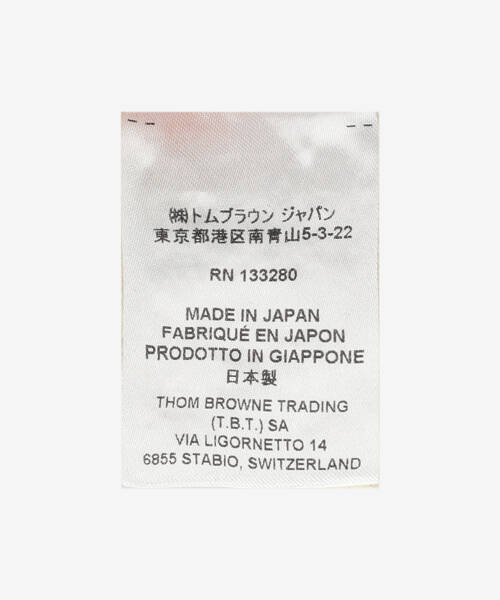 ㈱トムブラウン ジャパン
東京都港区南青山5-3-22
RN 133280
MADE IN JAPAN
FABRIQUÉ EN JAPON
PRODOTTO IN GIAPPONE
日本製
THOM BROWNE TRADING
(T.B.T.) SA
VIA LIGORNETTO 14
6855 STABIO, SWITZERLAND